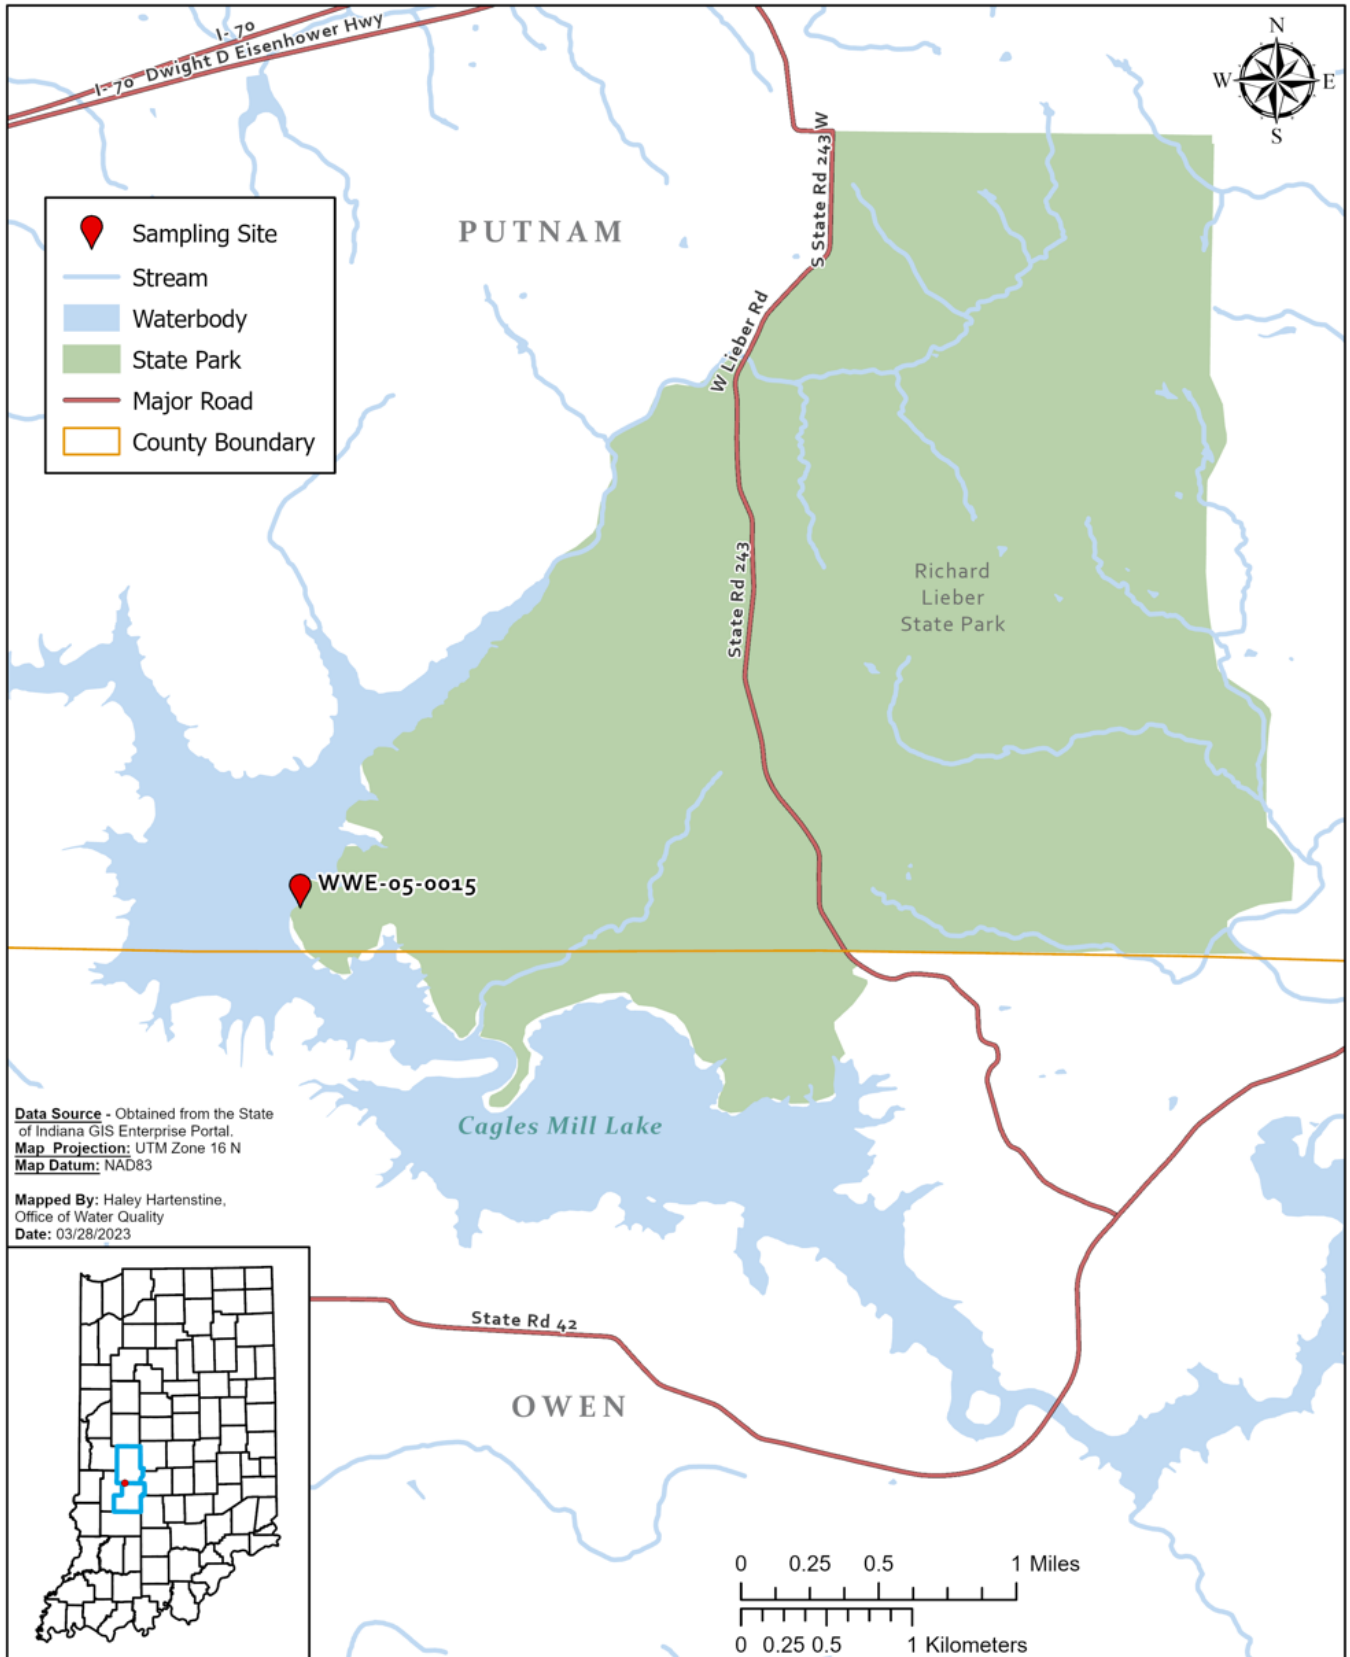 I- 70
I- 70 Dwight D Eisenhower Hwy
N
W E
S
S State Rd 243 W
PUTNAM
Sampling Site
Stream
Waterbody
State Park
Major Road
County Boundary
W Lieber Rd
State Rd 243
Richard
Lieber
State Park
WWE-05-0015
Cagles Mill Lake
Data Source - Obtained from the State
of Indiana GIS Enterprise Portal.
Map Projection: UTM Zone 16 N
Map Datum: NAD83
Mapped By: Haley Hartenstine,
Office of Water Quality
Date: 03/28/2023
State Rd 42
OWEN
0 0.25 0.5 1 Miles
0 0.25 0.5 1 Kilometers